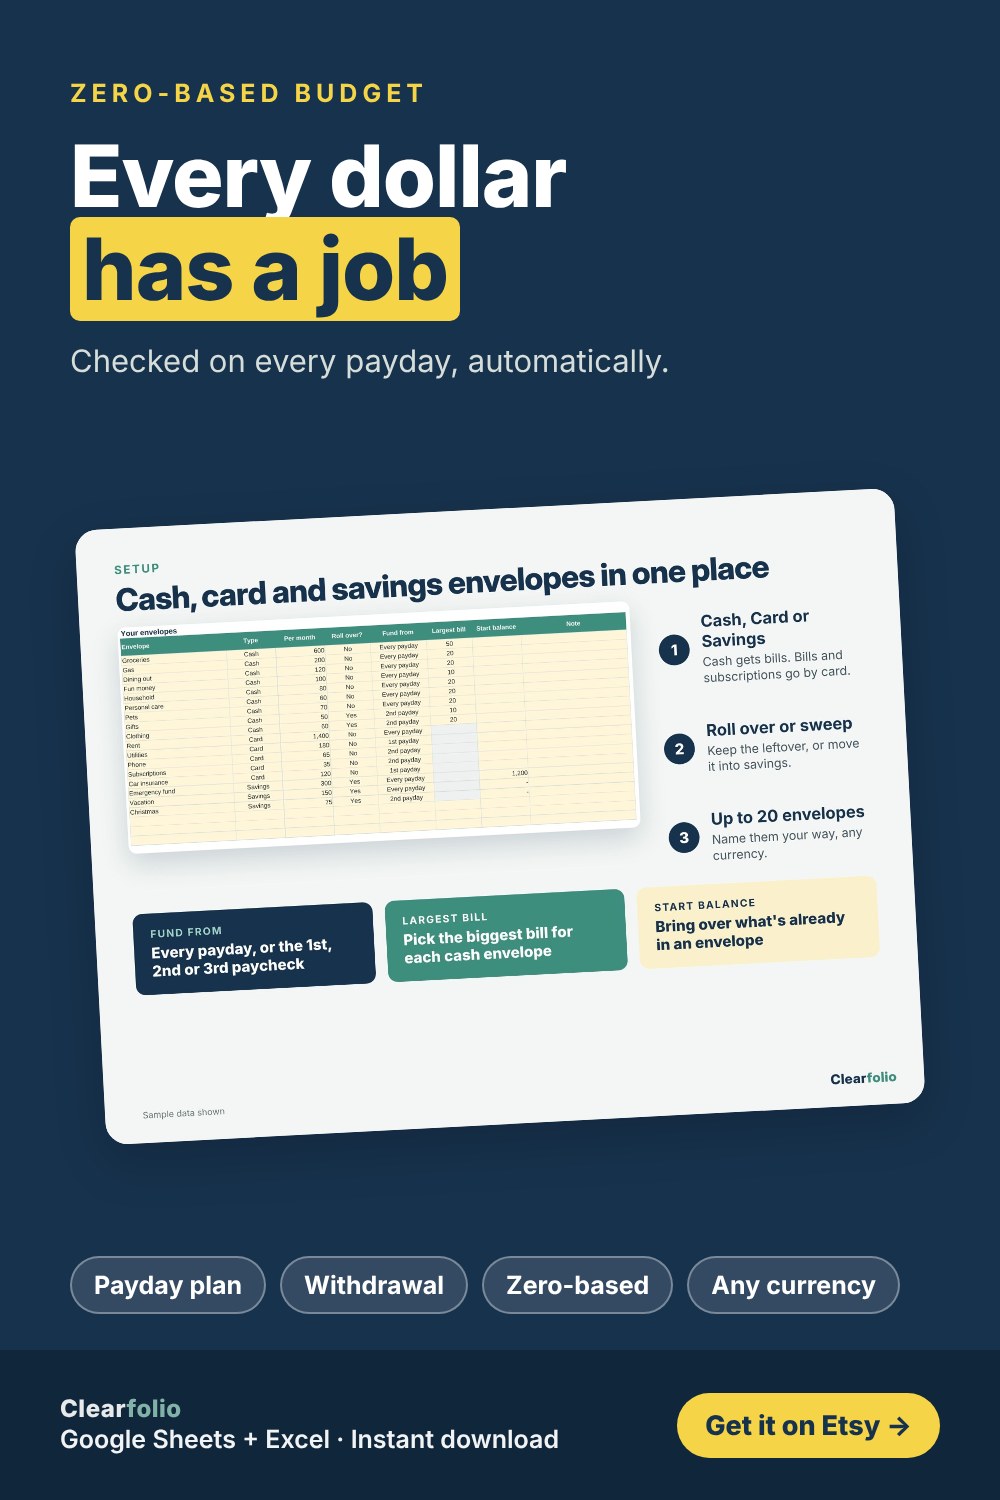 ZERO-BASED BUDGET
Every dollar
has a job
Checked on every payday, automatically.
SETUP
Cash, card and savings envelopes in one place
Your envelopes
Envelope Type Per month Roll over? Fund from Largest bill Start balance Note
Groceries Cash 600 No Every payday 50
Gas Cash 200 No Every payday 20
Dining out Cash 120 No Every payday 20
Fun money Cash 100 No Every payday 10
Household Cash 80 No Every payday 20
Personal care Cash 60 No Every payday 20
Pets Cash 70 No Every payday 20
Gifts Cash 50 Yes 2nd payday 10
Clothing Cash 60 Yes 2nd payday 20
Rent Card 1,400 No Every payday
Utilities Card 180 No 1st payday
Phone Card 65 No 2nd payday
Subscriptions Card 35 No 2nd payday
Car insurance Card 120 No 1st payday
Emergency fund Savings 300 Yes Every payday 1,200
Vacation Savings 150 Yes Every payday -
Christmas Savings 75 Yes 2nd payday -
1
Cash, Card or
Savings
Cash gets bills. Bills and
subscriptions go by card.
2
Roll over or sweep
Keep the leftover, or move
it into savings.
3
Up to 20 envelopes
Name them your way, any
currency.
FUND FROM
Every payday, or the 1st,
2nd or 3rd paycheck
LARGEST BILL
Pick the biggest bill for
each cash envelope
START BALANCE
Bring over what's already
in an envelope
Sample data shown
Clearfolio
Payday plan
Withdrawal
Zero-based
Any currency
Clearfolio
Google Sheets + Excel · Instant download
Get it on Etsy →